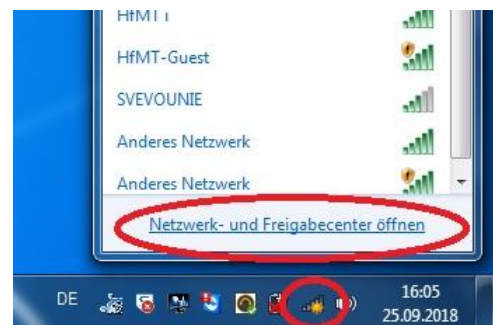 HfMT-Guest
SVEVOUNIE
Anderes Netzwerk
Anderes Netzwerk
Netzwerk- und Freigabecenter öffnen
DE
16:05
25.09.2018